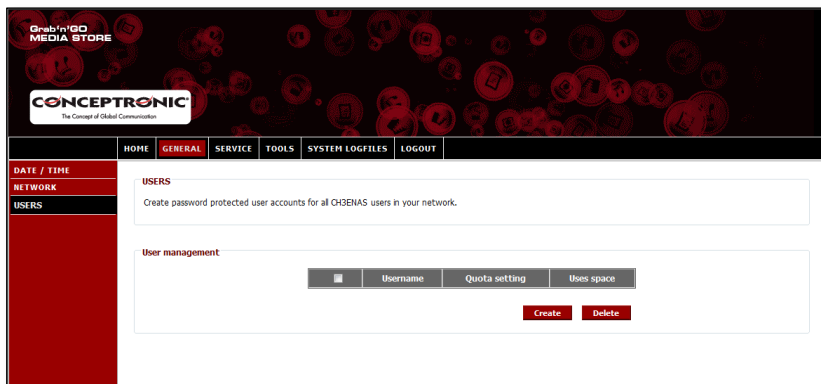 Grab'n'GO
MEDIA STORE
CONCEPTRONIC®
The Concept of Global Communication
HOME GENERAL SERVICE TOOLS SYSTEM LOGFILES LOGOUT
DATE / TIME
NETWORK
USERS
USERS
Create password protected user accounts for all CH3ENAS users in your network.
User management
Username Quota setting Uses space
Create Delete